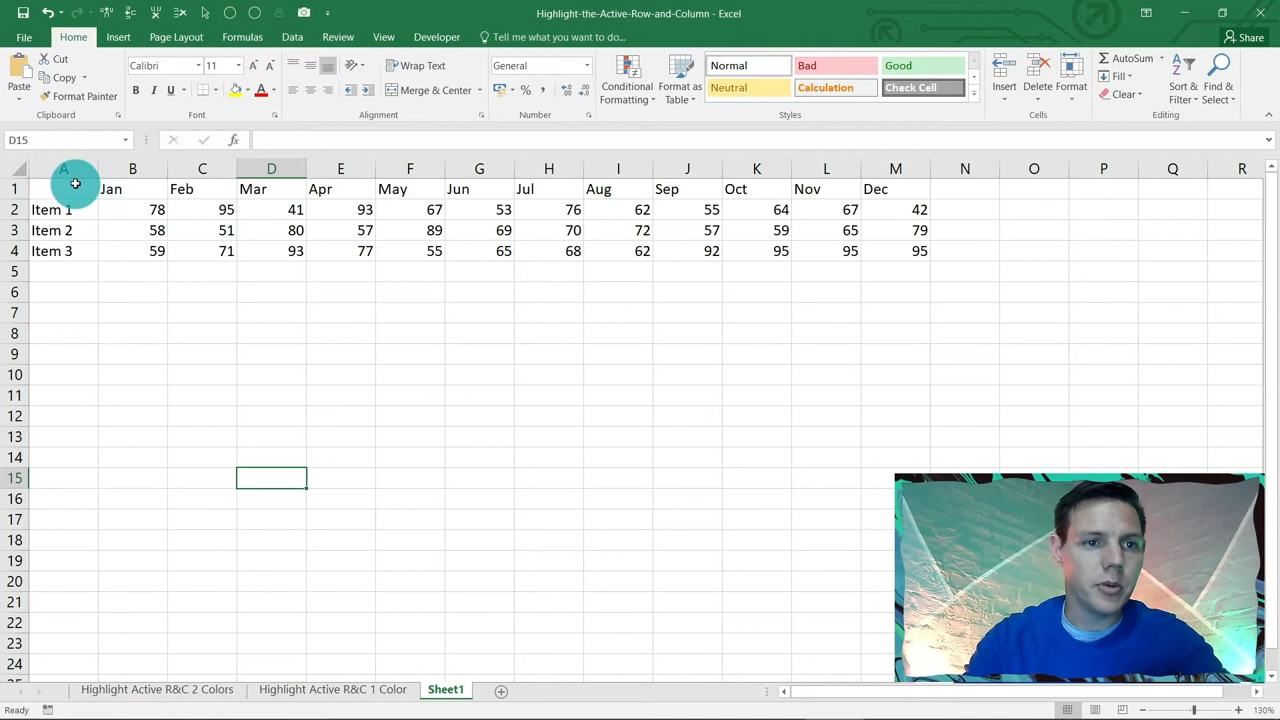 Highlight-the-Active-Row-and-Column - Excel
File Home Insert Page Layout Formulas Data Review View Developer Tell me what you want to do... Share
Paste
Cut
Copy
Format Painter
Clipboard
Calibri 11
B I U
Font
Wrap Text
Merge & Center
Alignment
General
Number
Conditional Formatting
Format as Table
Normal Bad Good
Neutral Calculation Check Cell
Styles
Insert Delete Format
Cells
AutoSum
Fill
Clear
Sort & Filter
Find & Select
Editing
D15 fx
A B C D E F G H I J K L M N O P Q R
1 Jan Feb Mar Apr May Jun Jul Aug Sep Oct Nov Dec
2 Item 1 78 95 41 93 67 53 76 62 55 64 67 42
3 Item 2 58 51 80 57 89 69 70 72 57 59 65 79
4 Item 3 59 71 93 77 55 65 68 62 92 95 95 95
5
6
7
8
9
10
11
12
13
14
15
16
17
18
19
20
21
22
23
24
Highlight Active R&C 2 Colors Highlight Active R&C 1 Color Sheet1
Ready 130%